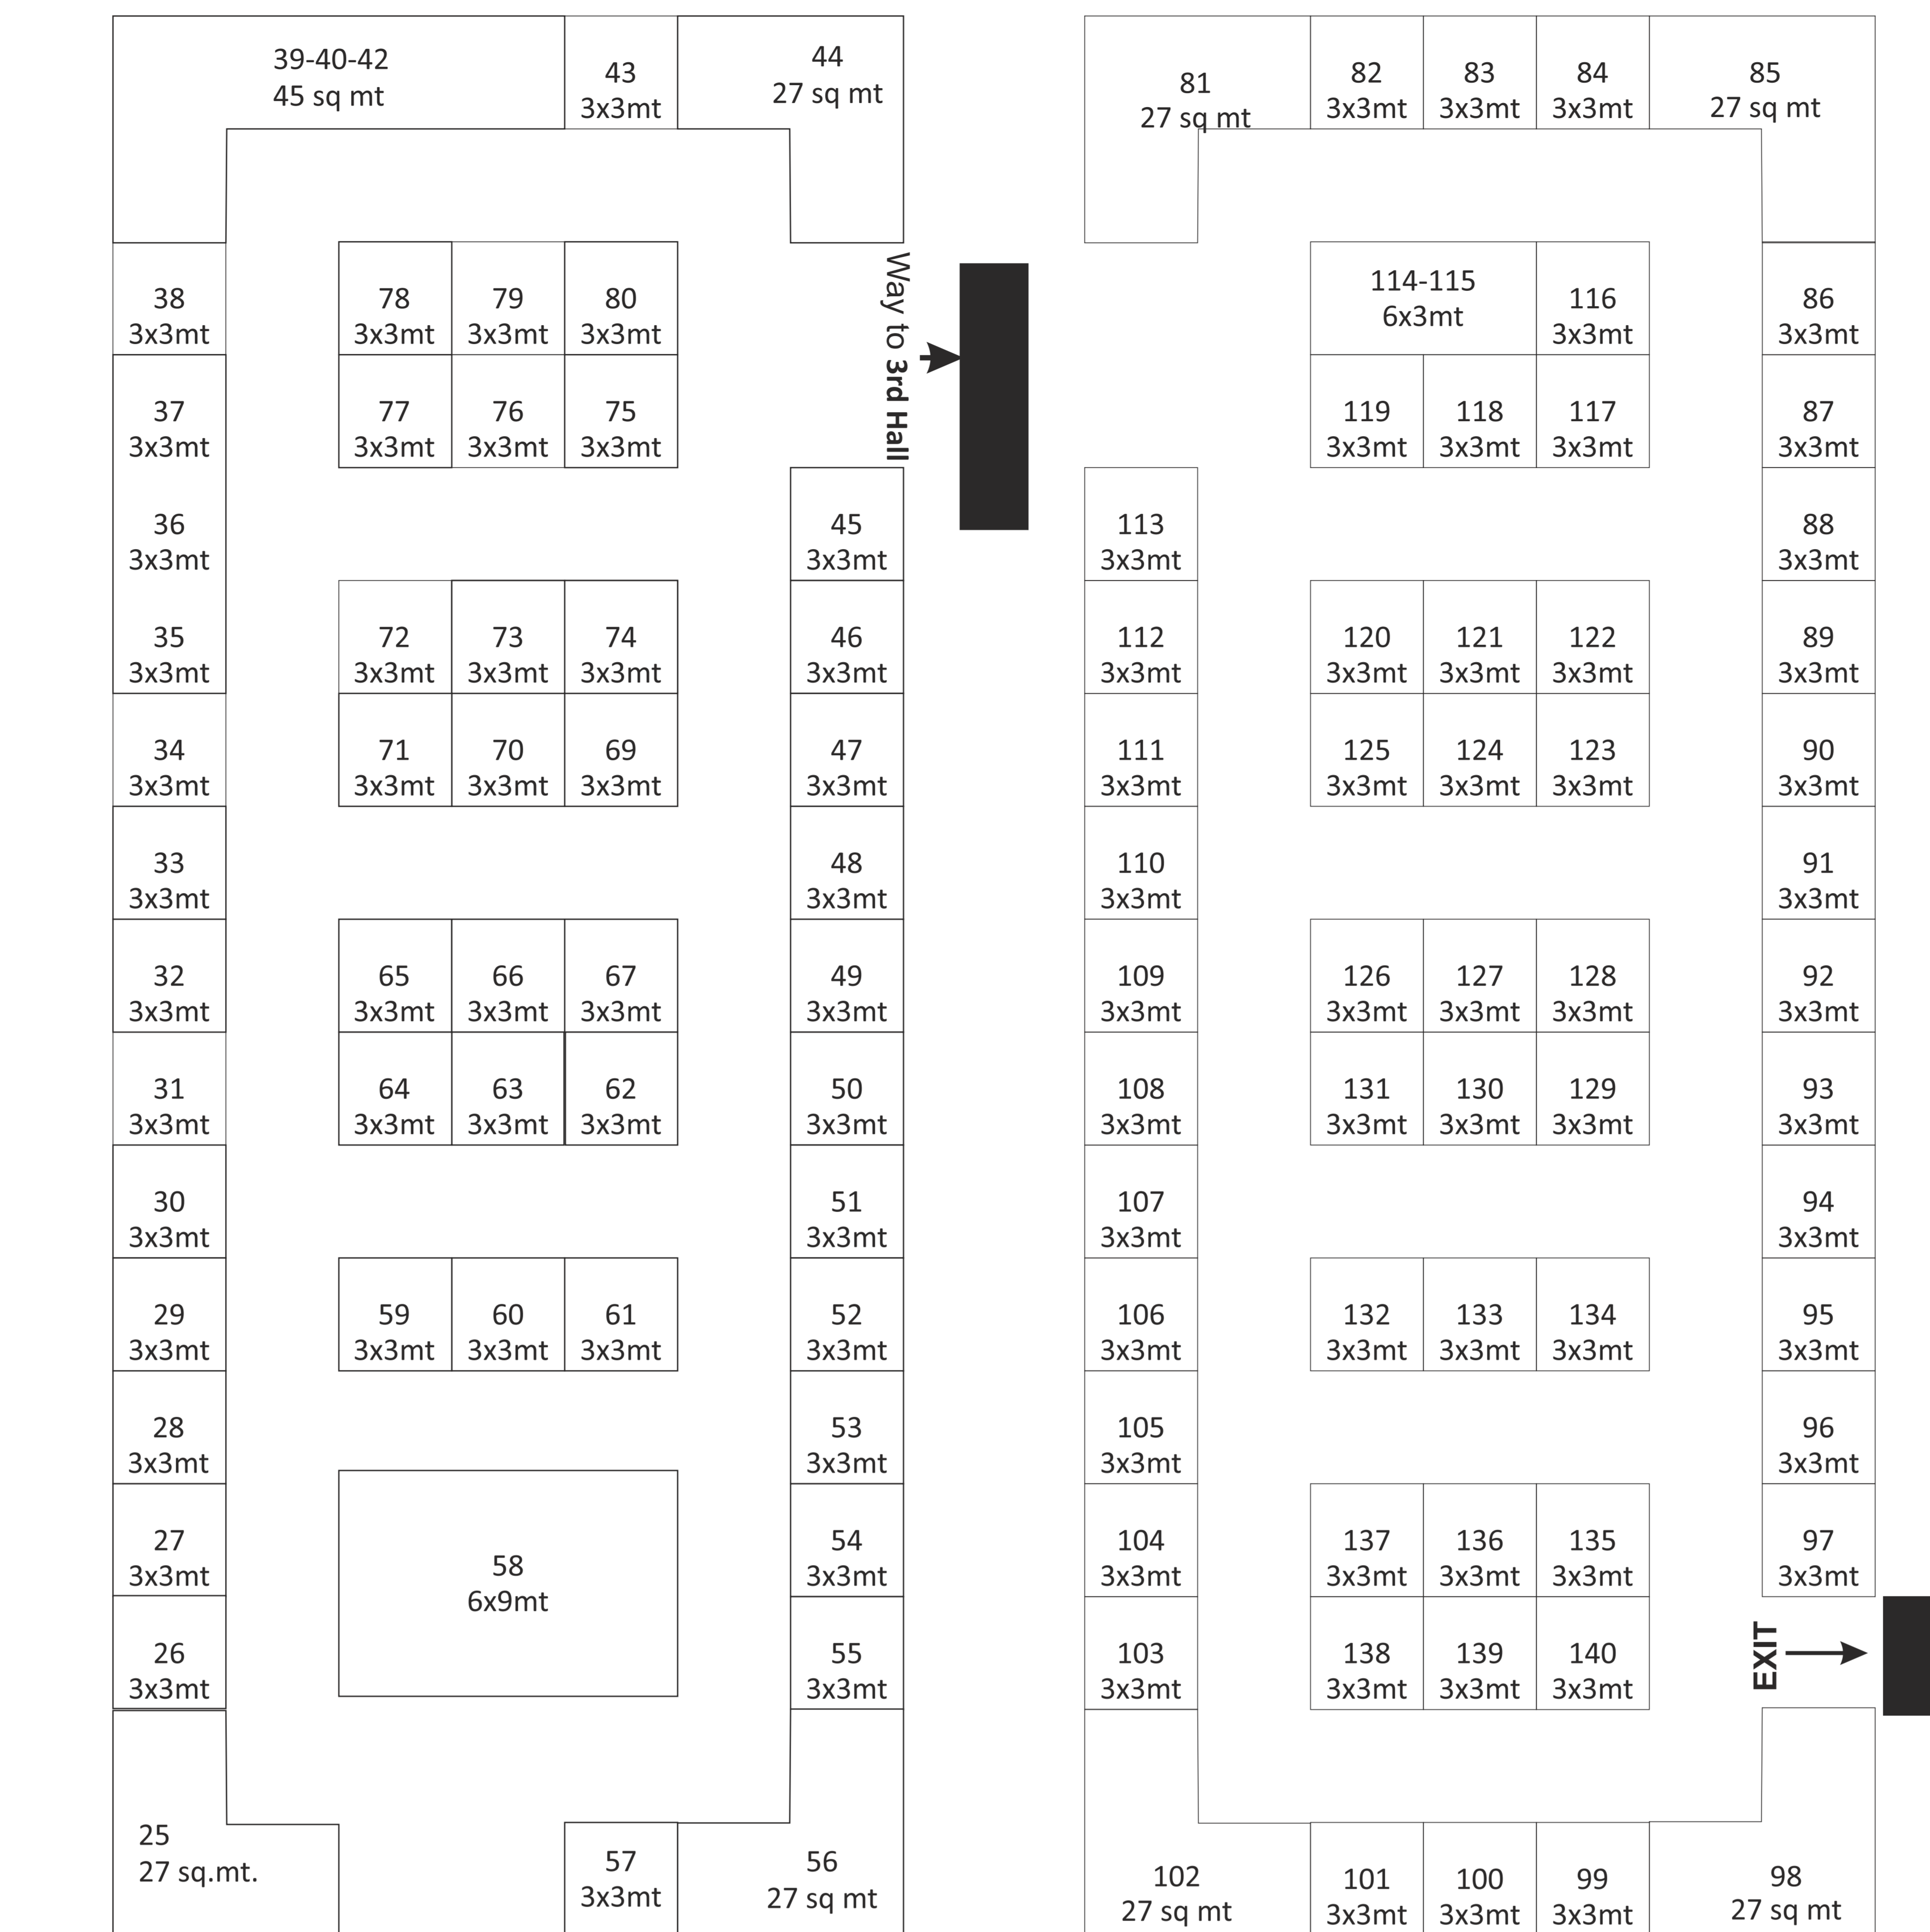 39-40-42
45 sq mt
43
3x3mt
44
27 sq mt
81
27 sq mt
82
3x3mt
83
3x3mt
84
3x3mt
85
27 sq mt
38
3x3mt
78
3x3mt
79
3x3mt
80
3x3mt
Way to 3rd Hall
114-115
6x3mt
116
3x3mt
86
3x3mt
37
3x3mt
77
3x3mt
76
3x3mt
75
3x3mt
119
3x3mt
118
3x3mt
117
3x3mt
87
3x3mt
36
3x3mt
45
3x3mt
113
3x3mt
88
3x3mt
35
3x3mt
72
3x3mt
73
3x3mt
74
3x3mt
46
3x3mt
112
3x3mt
120
3x3mt
121
3x3mt
122
3x3mt
89
3x3mt
34
3x3mt
71
3x3mt
70
3x3mt
69
3x3mt
47
3x3mt
111
3x3mt
125
3x3mt
124
3x3mt
123
3x3mt
90
3x3mt
33
3x3mt
48
3x3mt
110
3x3mt
91
3x3mt
32
3x3mt
65
3x3mt
66
3x3mt
67
3x3mt
49
3x3mt
109
3x3mt
126
3x3mt
127
3x3mt
128
3x3mt
92
3x3mt
31
3x3mt
64
3x3mt
63
3x3mt
62
3x3mt
50
3x3mt
108
3x3mt
131
3x3mt
130
3x3mt
129
3x3mt
93
3x3mt
30
3x3mt
51
3x3mt
107
3x3mt
94
3x3mt
29
3x3mt
59
3x3mt
60
3x3mt
61
3x3mt
52
3x3mt
106
3x3mt
132
3x3mt
133
3x3mt
134
3x3mt
95
3x3mt
28
3x3mt
53
3x3mt
105
3x3mt
96
3x3mt
27
3x3mt
58
6x9mt
54
3x3mt
104
3x3mt
137
3x3mt
136
3x3mt
135
3x3mt
97
3x3mt
26
3x3mt
55
3x3mt
103
3x3mt
138
3x3mt
139
3x3mt
140
3x3mt
EXIT
25
27 sq.mt.
57
3x3mt
56
27 sq mt
102
27 sq mt
101
3x3mt
100
3x3mt
99
3x3mt
98
27 sq mt